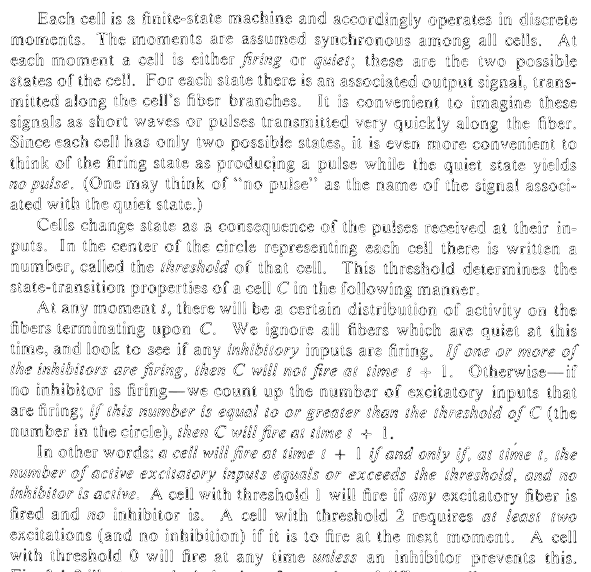 Each cell is a finite-state machine and accordingly operates in discrete
moments. The moments are assumed synchronous among all cells. At
each moment a cell is either firing or quiet; these are the two possible
states of the cell. For each state there is an associated output signal, trans-
mitted along the cell's fiber branches. It is convenient to imagine these
signals as short waves or pulses transmitted very quickly along the fiber.
Since each cell has only two possible states, it is even more convenient to
think of the firing state as producing a pulse while the quiet state yields
no pulse. (One may think of "no pulse" as the name of the signal associ-
ated with the quiet state.)
Cells change state as a consequence of the pulses received at their in-
puts. In the center of the circle representing each cell there is written a
number, called the threshold of that cell. This threshold determines the
state-transition properties of a cell C in the following manner.
At any moment t, there will be a certain distribution of activity on the
fibers terminating upon C. We ignore all fibers which are quiet at this
time, and look to see if any inhibitory inputs are firing. If one or more of
the inhibitors are firing, then C will not fire at time t + 1. Otherwise—if
no inhibitor is firing—we count up the number of excitatory inputs that
are firing; if this number is equal to or greater than the threshold of C (the
number in the circle), then C will fire at time t + 1.
In other words: a cell will fire at time t + 1 if and only if, at time t, the
number of active excitatory inputs equals or exceeds the threshold, and no
inhibitor is active. A cell with threshold 1 will fire if any excitatory fiber is
fired and no inhibitor is. A cell with threshold 2 requires at least two
excitations (and no inhibition) if it is to fire at the next moment. A cell
with threshold 0 will fire at any time unless an inhibitor prevents this.